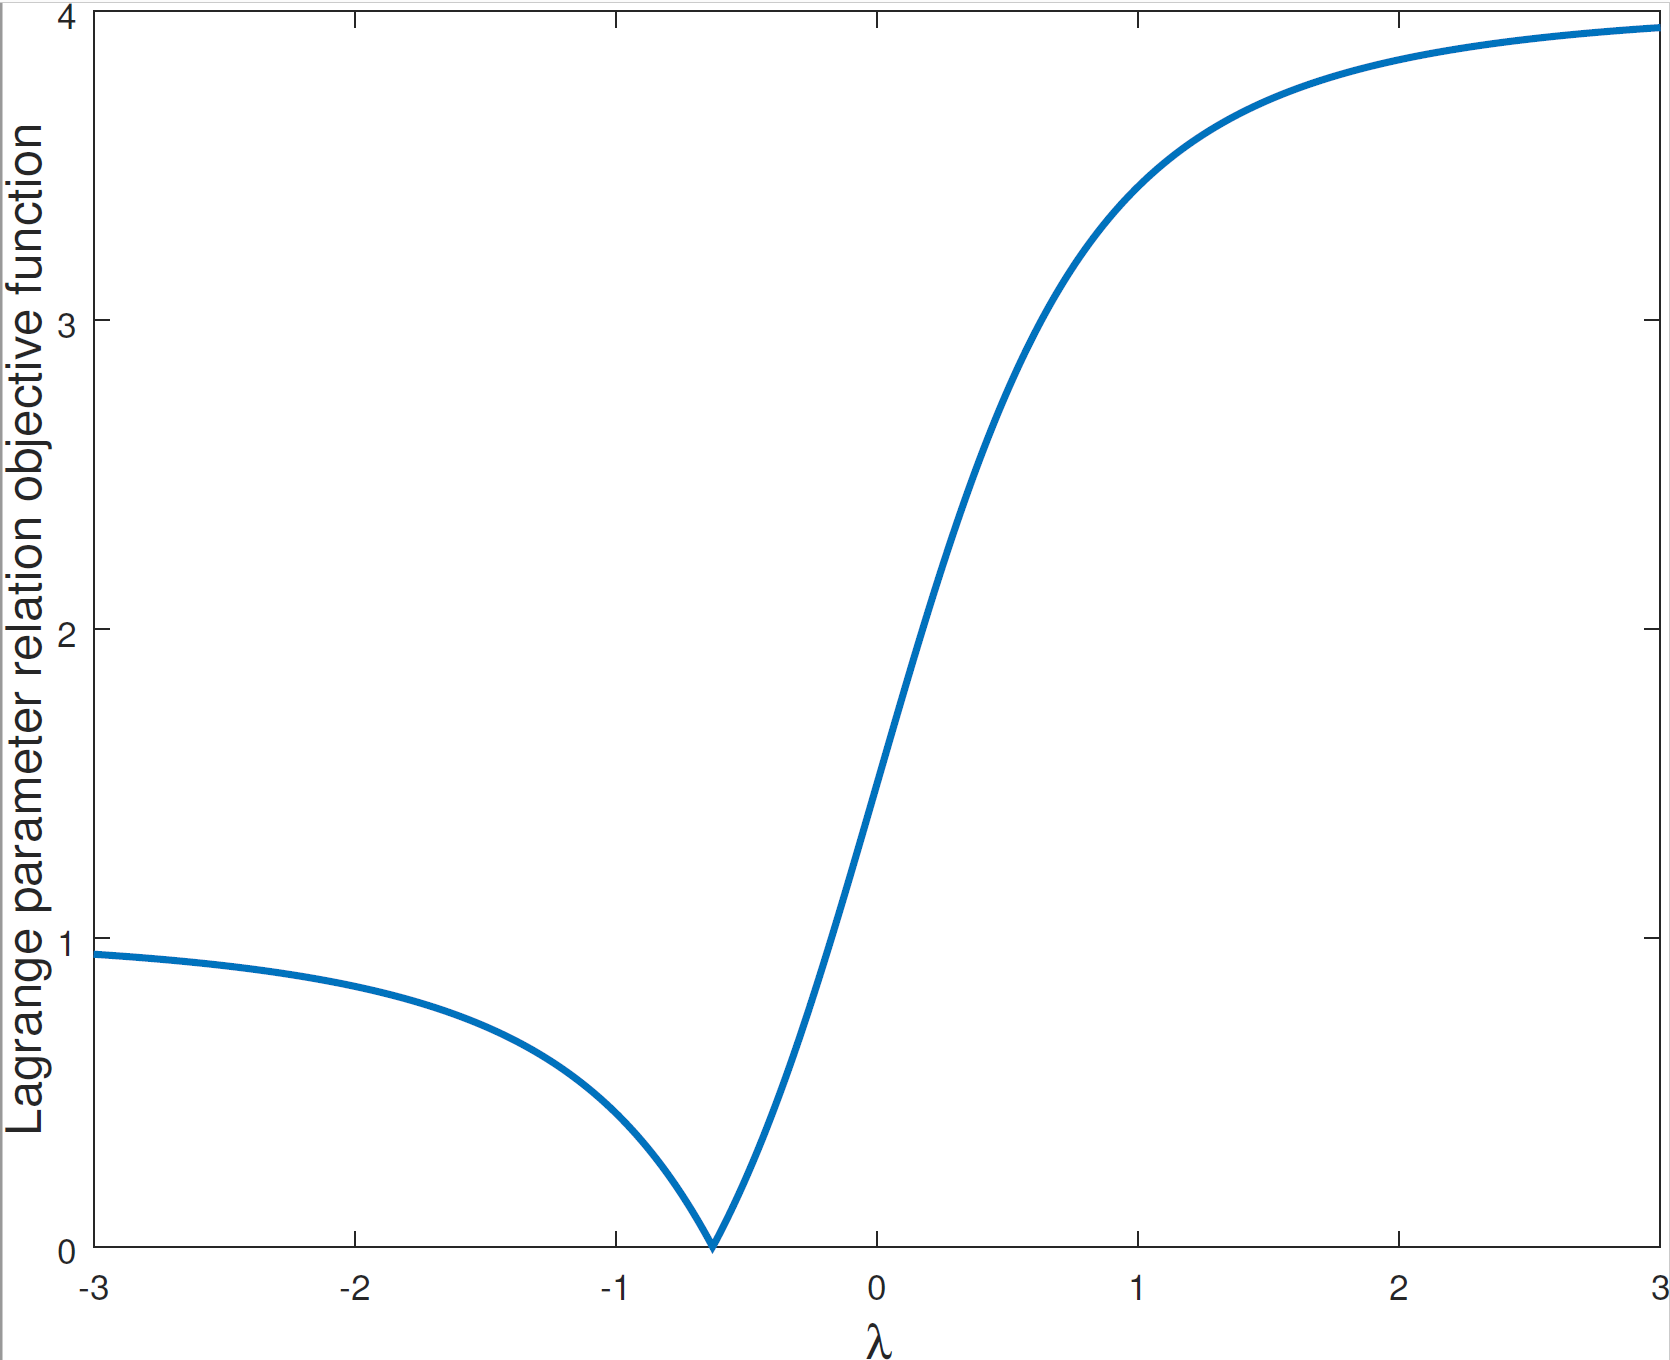 Lagrange parameter relation objective function
4
3
2
1
0
-3 -2 -1 0 1 2 3
λ